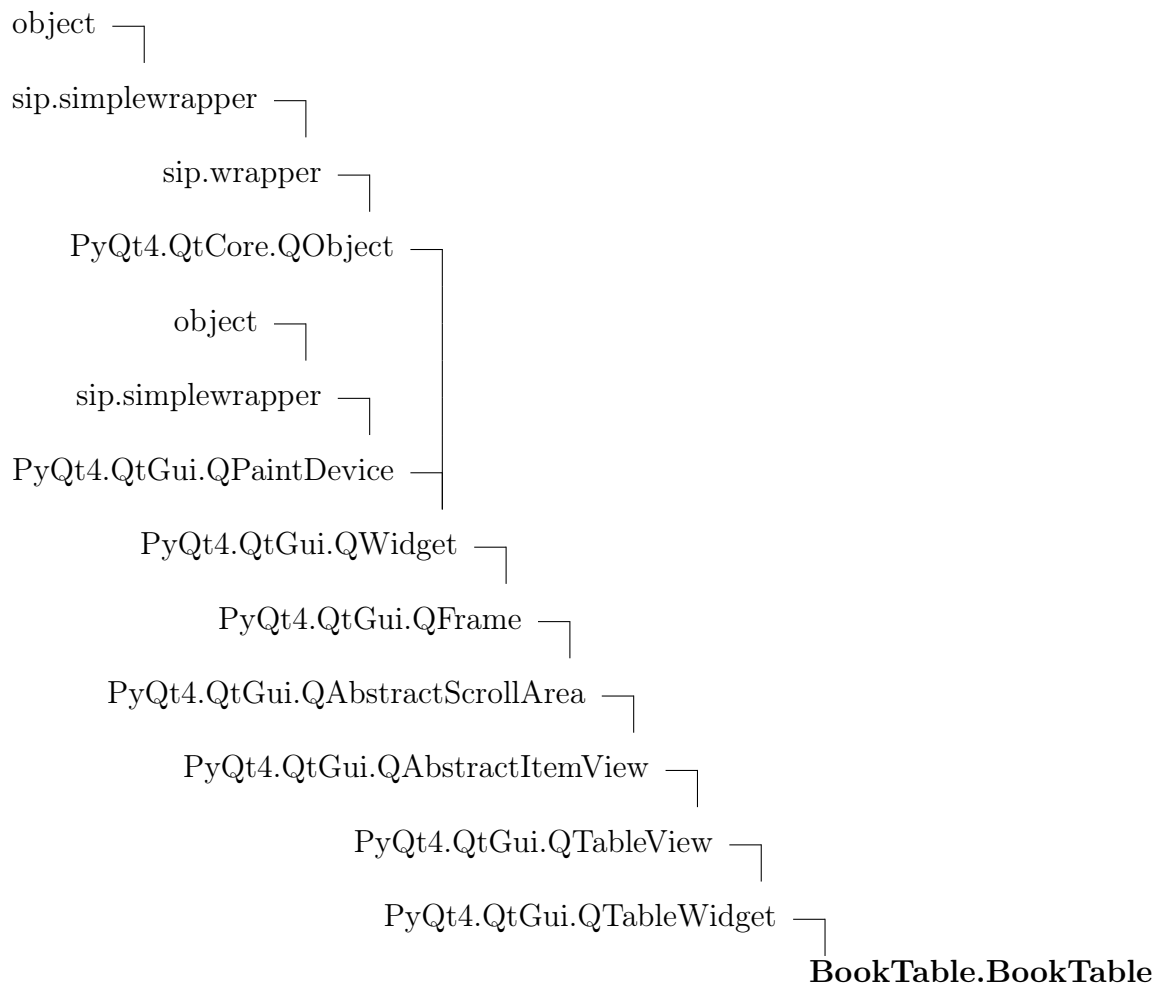 object
sip.simplewrapper
sip.wrapper
PyQt4.QtCore.QObject
object
sip.simplewrapper
PyQt4.QtGui.QPaintDevice
PyQt4.QtGui.QWidget
PyQt4.QtGui.QFrame
PyQt4.QtGui.QAbstractScrollArea
PyQt4.QtGui.QAbstractItemView
PyQt4.QtGui.QTableView
PyQt4.QtGui.QTableWidget
BookTable.BookTable